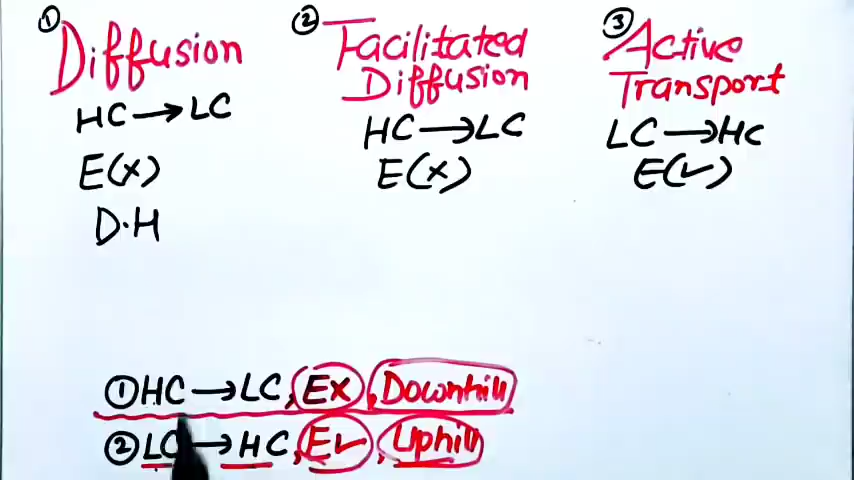 ① Diffusion
HC → LC
E(x)
D.H
② Facilitated
Diffusion
HC → LC
E(x)
③ Active
Transport
LC → HC
E(✓)
① HC → LC, Ex, Downhill
② LC → HC, E✓, Uphill